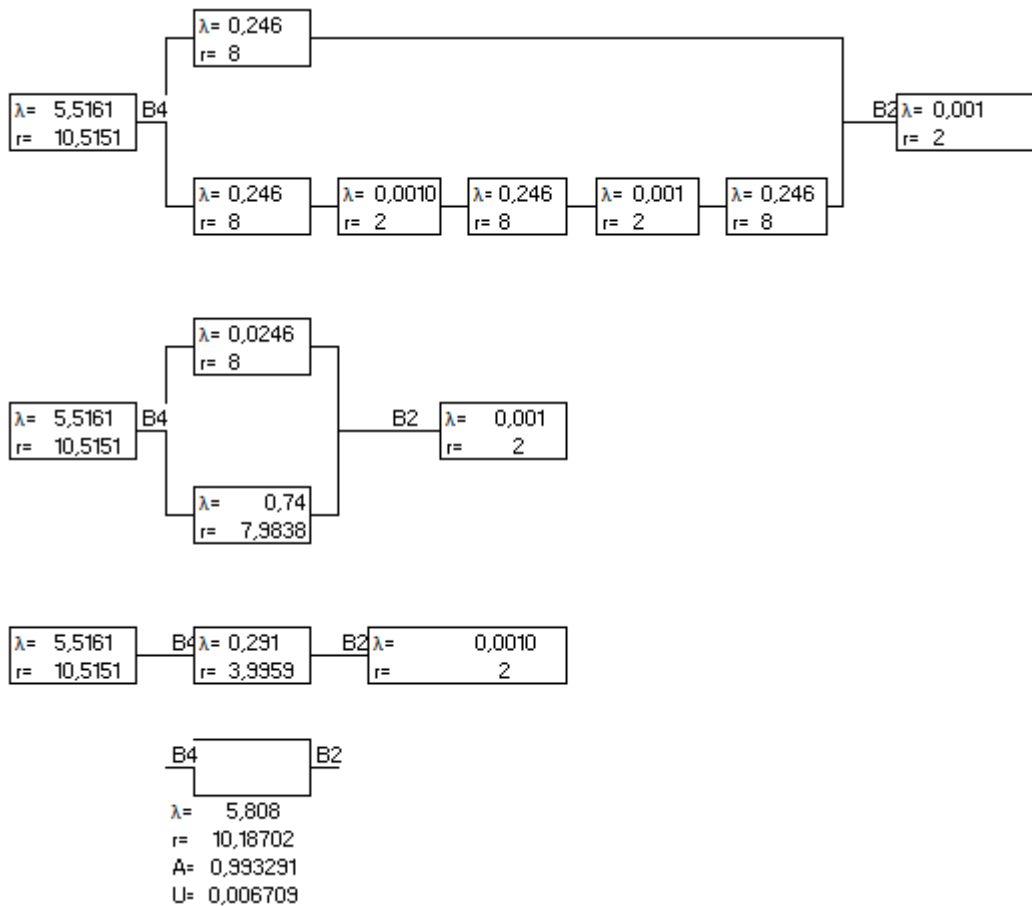 λ= 0,246
r= 8
λ= 5,5161
r= 10,5151
B4
B2
λ= 0,001
r= 2
λ= 0,246
r= 8
λ= 0,0010
r= 2
λ= 0,246
r= 8
λ= 0,001
r= 2
λ= 0,246
r= 8
λ= 0,0246
r= 8
λ= 5,5161
r= 10,5151
B4
B2
λ= 0,001
r= 2
λ= 0,74
r= 7,9838
λ= 5,5161
r= 10,5151
B4
λ= 0,291
r= 3,9959
B2
λ= 0,0010
r= 2
B4
B2
λ= 5,808
r= 10,18702
A= 0,993291
U= 0,006709